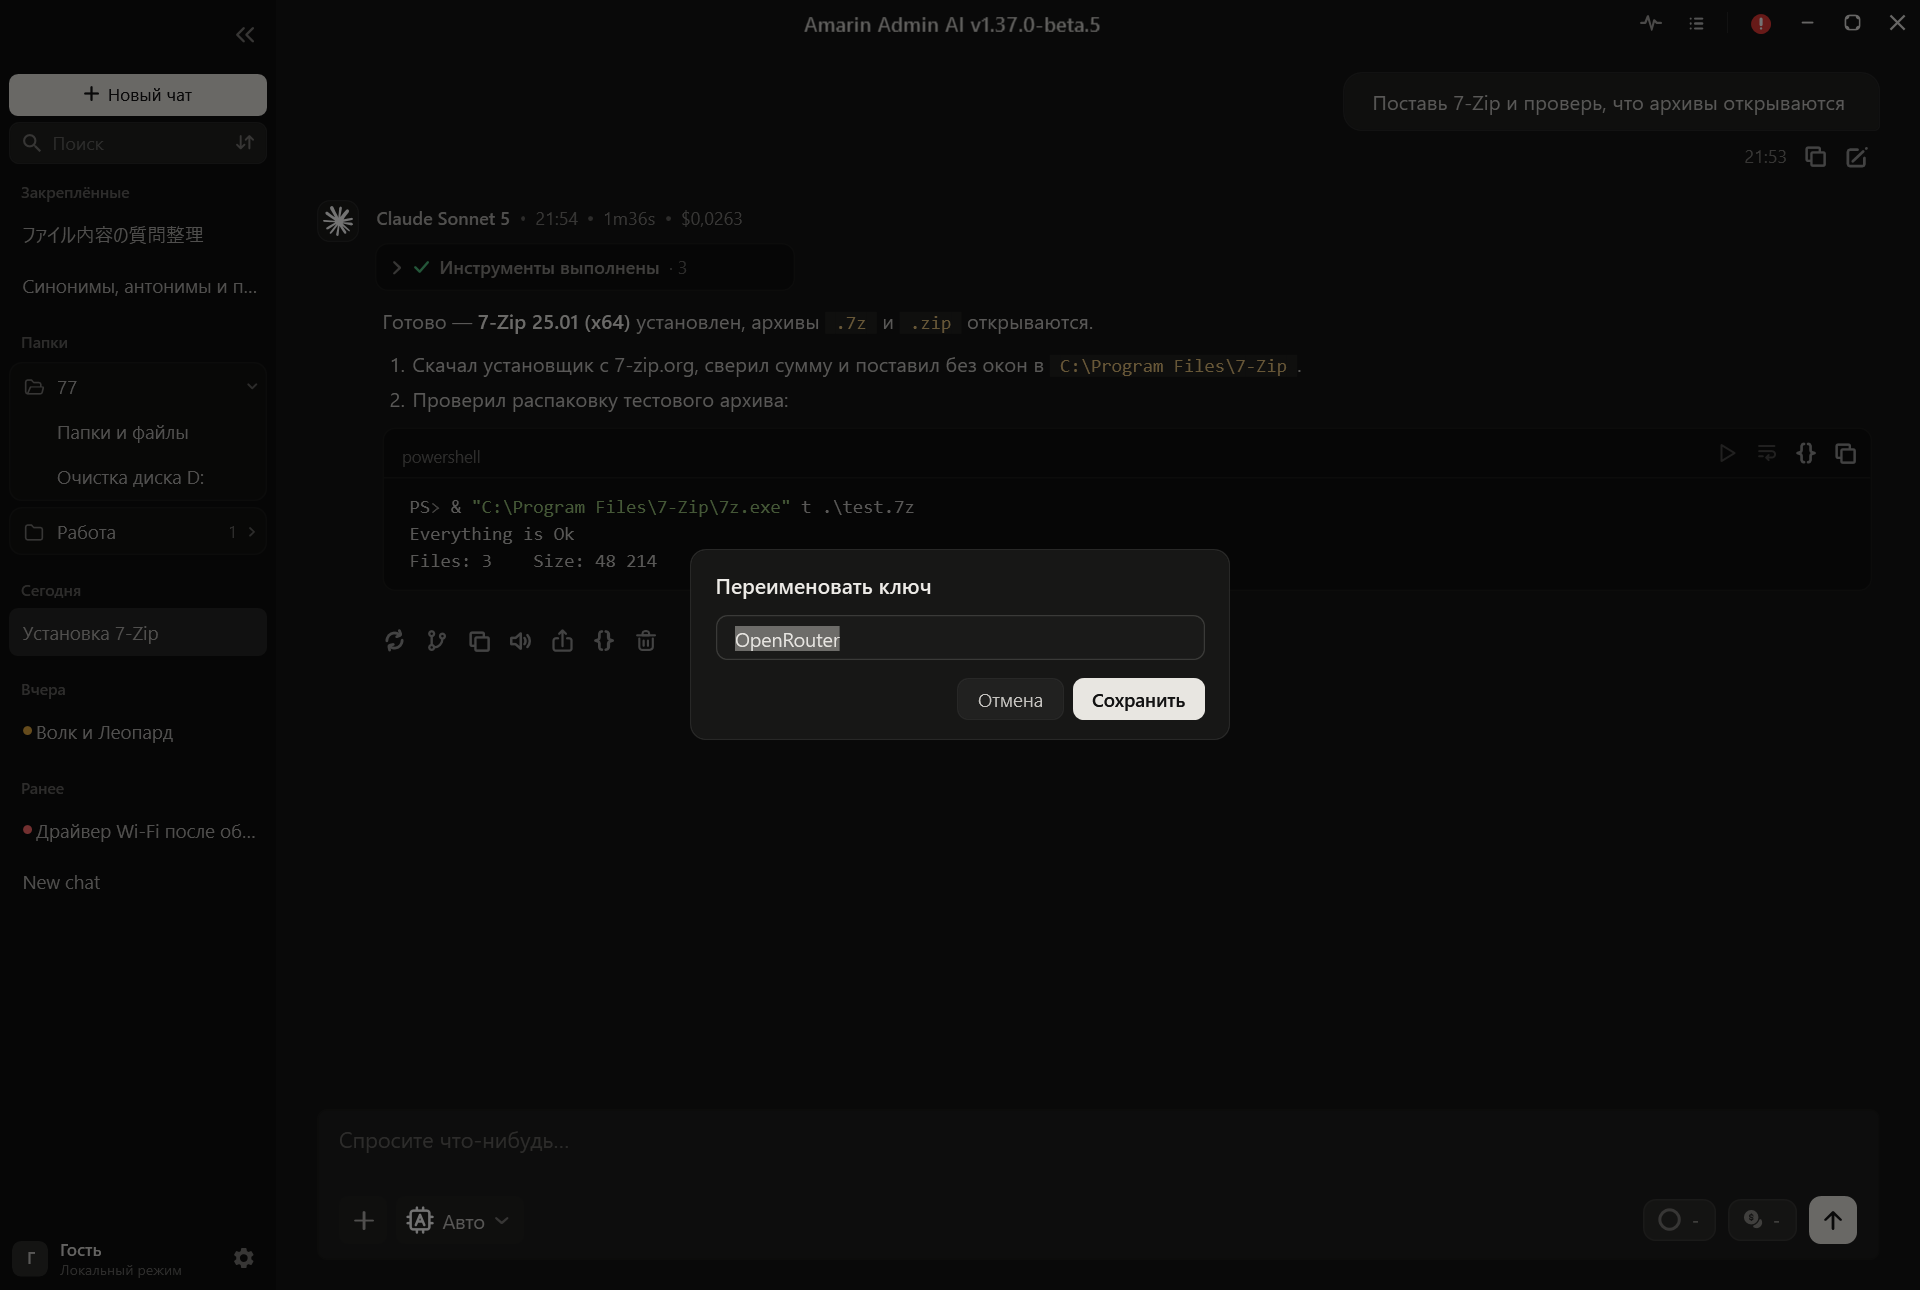 Amarin Admin AI v1.37.0-beta.5
Новый чат
Поиск
Закреплённые
ファイル内容の質問整理
Синонимы, антонимы и п...
Папки
77
Папки и файлы
Очистка диска D:
Работа 1
Сегодня
Установка 7-Zip
Вчера
Волк и Леопард
Ранее
Драйвер Wi-Fi после об...
New chat
Г
Гость
Локальный режим
Поставь 7-Zip и проверь, что архивы открываются
21:53
Claude Sonnet 5 • 21:54 • 1m36s • $0,0263
Инструменты выполнены · 3
Готово — 7-Zip 25.01 (x64) установлен, архивы .7z и .zip открываются.
1. Скачал установщик с 7-zip.org, сверил сумму и поставил без окон в C:\Program Files\7-Zip.
2. Проверил распаковку тестового архива:
powershell
PS> & "C:\Program Files\7-Zip\7z.exe" t .\test.7z
Everything is Ok
Files: 3    Size: 48 214
Переименовать ключ
OpenRouter
Отмена
Сохранить
Спросите что-нибудь...
Авто
-
-